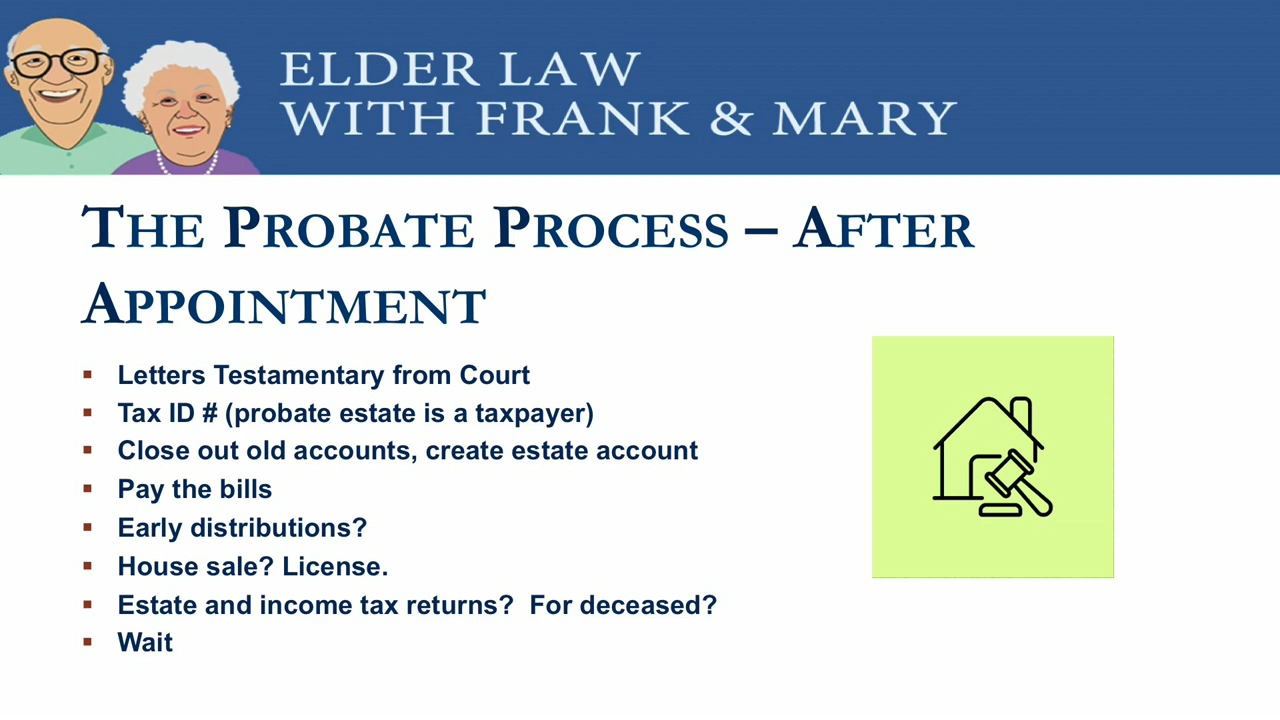 ELDER LAW
WITH FRANK & MARY
THE PROBATE PROCESS – AFTER
APPOINTMENT
▪ Letters Testamentary from Court
▪ Tax ID # (probate estate is a taxpayer)
▪ Close out old accounts, create estate account
▪ Pay the bills
▪ Early distributions?
▪ House sale? License.
▪ Estate and income tax returns?  For deceased?
▪ Wait